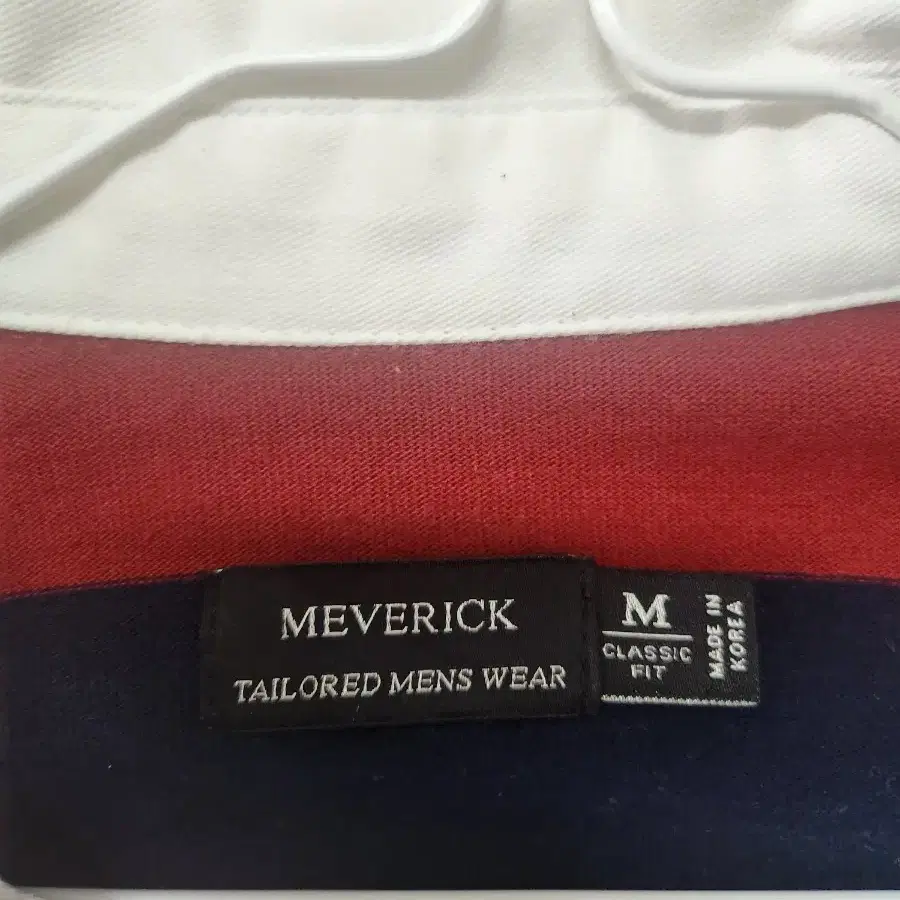 MEVERICK
TAILORED MENS WEAR
M
CLASSIC
FIT
MADE IN
KOREA